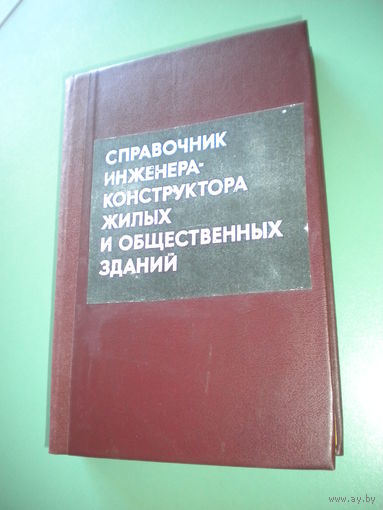 СПРАВОЧНИК
ИНЖЕНЕРА-
КОНСТРУКТОРА
ЖИЛЫХ
И ОБЩЕСТВЕННЫХ
ЗДАНИЙ
www.ay.by